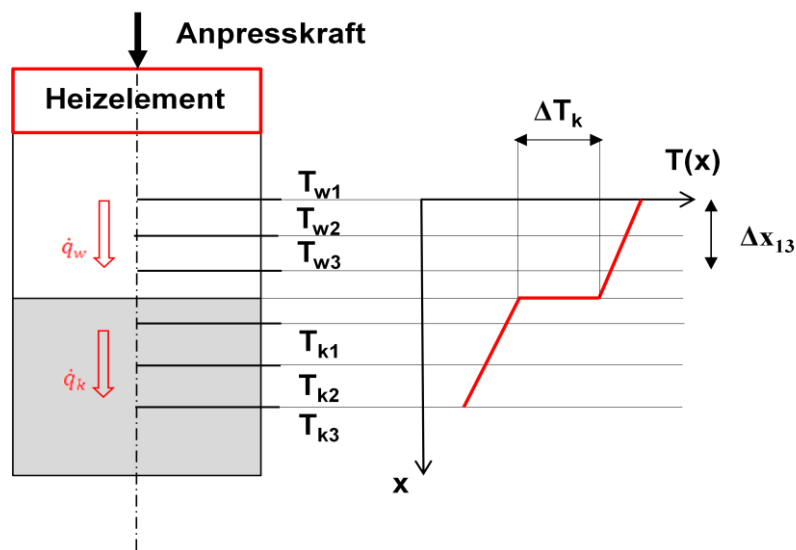 Anpresskraft
Heizelement
ΔT_k
T(x)
T_w1
T_w2
Δx_13
q̇_w
T_w3
T_k1
q̇_k
T_k2
T_k3
x